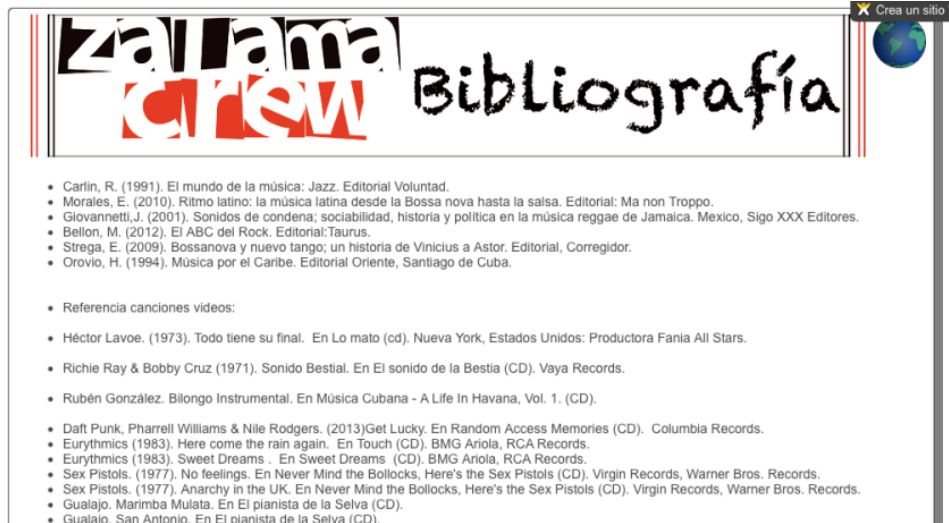 Crea un sitio
zalama
crew
Bibliografía
Carlin, R. (1991). El mundo de la música: Jazz. Editorial Voluntad.
Morales, E. (2010). Ritmo latino: la música latina desde la Bossa nova hasta la salsa. Editorial: Ma non Troppo.
Giovannetti,J. (2001). Sonidos de condena; sociabilidad, historia y política en la música reggae de Jamaica. Mexico, Sigo XXX Editores.
Bellon, M. (2012). El ABC del Rock. Editorial:Taurus.
Strega, E. (2009). Bossanova y nuevo tango; un historia de Vinicius a Astor. Editorial, Corregidor.
Orovio, H. (1994). Música por el Caribe. Editorial Oriente, Santiago de Cuba.
Referencia canciones videos:
Héctor Lavoe. (1973). Todo tiene su final. En Lo mato (cd). Nueva York, Estados Unidos: Productora Fania All Stars.
Richie Ray & Bobby Cruz (1971). Sonido Bestial. En El sonido de la Bestia (CD). Vaya Records.
Rubén González. Bilongo Instrumental. En Música Cubana - A Life In Havana, Vol. 1. (CD).
Daft Punk, Pharrell Williams & Nile Rodgers. (2013)Get Lucky. En Random Access Memories (CD). Columbia Records.
Eurythmics (1983). Here come the rain again. En Touch (CD). BMG Ariola, RCA Records.
Eurythmics (1983). Sweet Dreams . En Sweet Dreams (CD). BMG Ariola, RCA Records.
Sex Pistols. (1977). No feelings. En Never Mind the Bollocks, Here's the Sex Pistols (CD). Virgin Records, Warner Bros. Records.
Sex Pistols. (1977). Anarchy in the UK. En Never Mind the Bollocks, Here's the Sex Pistols (CD). Virgin Records, Warner Bros. Records.
Gualajo. Marimba Mulata. En El pianista de la Selva (CD).
Gualajo. San Antonio. En El pianista de la Selva (CD).